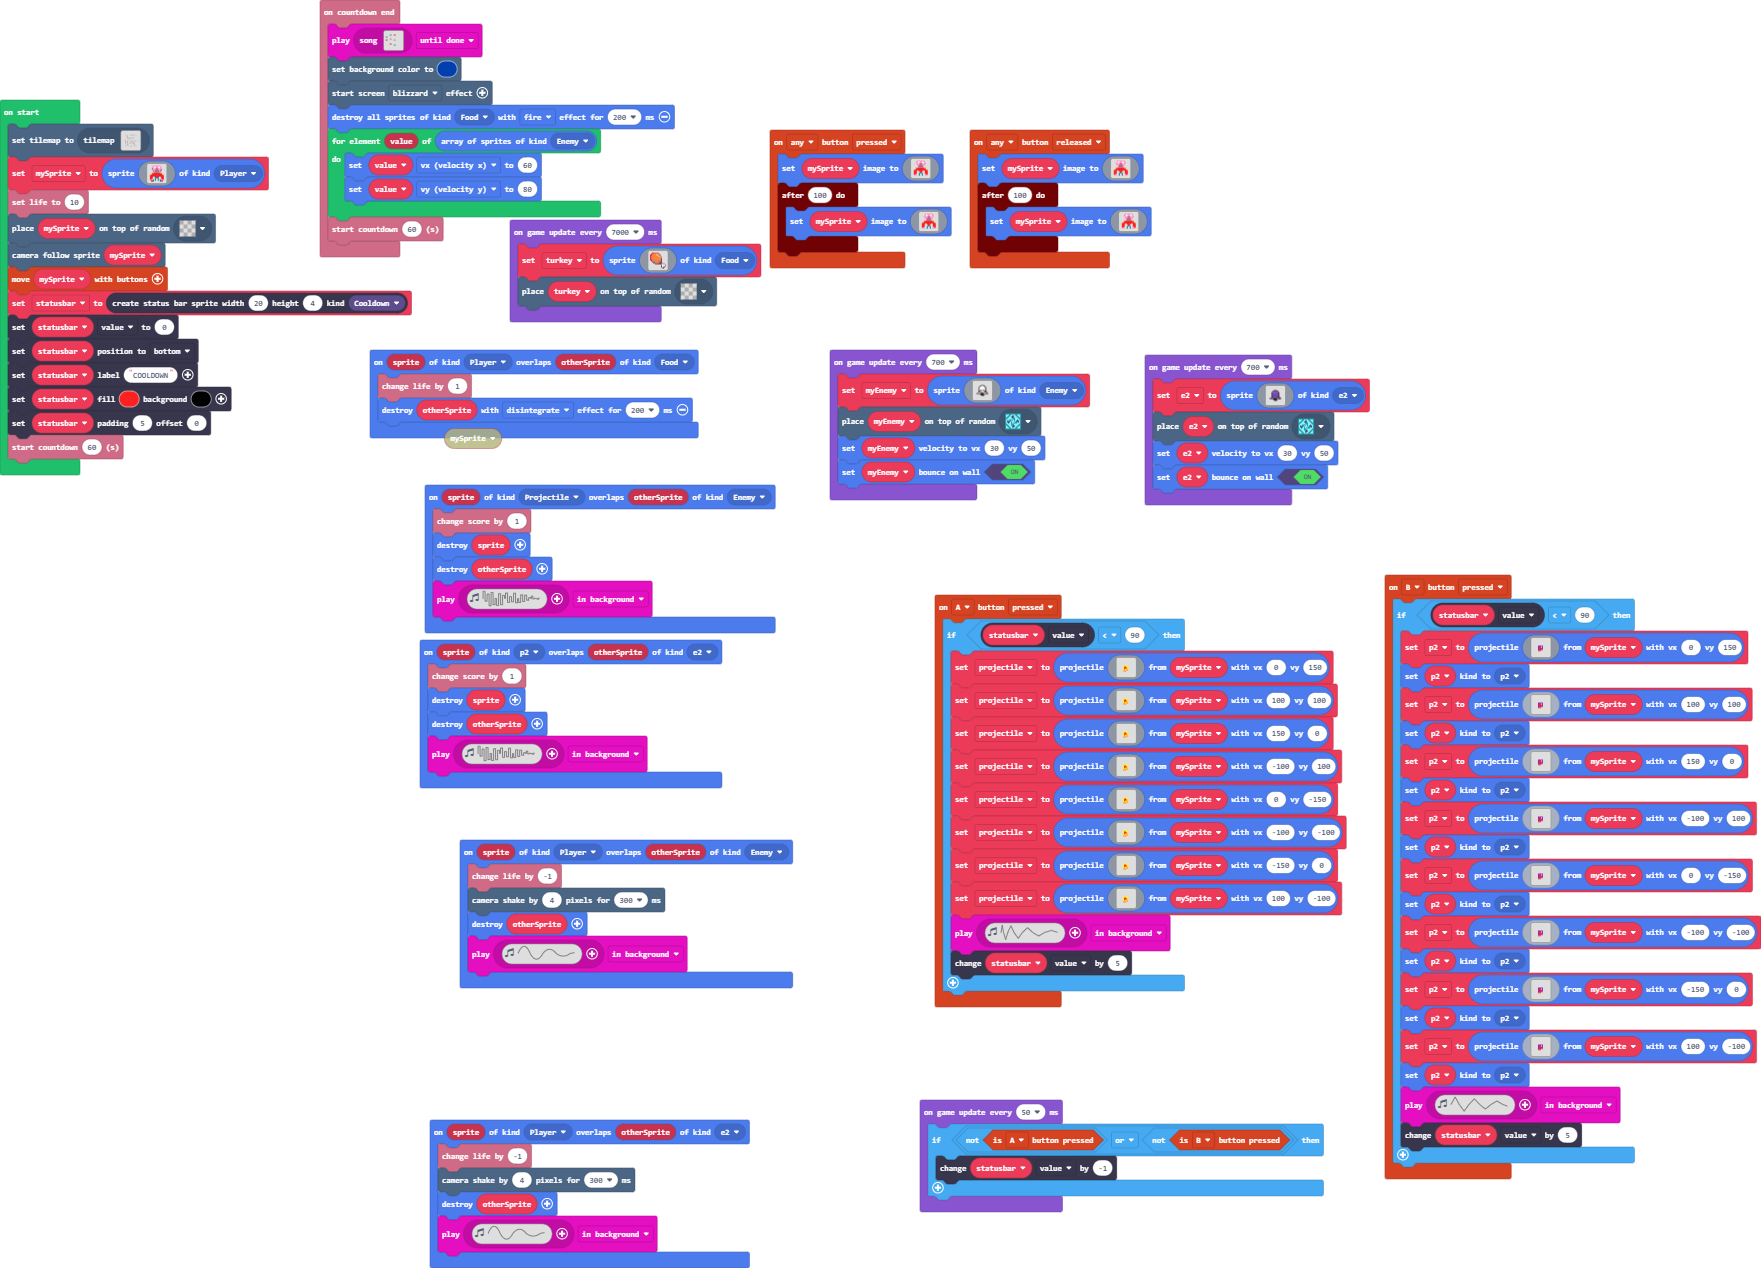 on start
set tilemap to tilemap
set mySprite to sprite of kind Player
set life to 10
place mySprite on top of random
camera follow sprite mySprite
move mySprite with buttons
set statusbar to create status bar sprite width 20 height 4 kind Cooldown
set statusbar value to 0
set statusbar position to bottom
set statusbar label "COOLDOWN"
set statusbar fill background
set statusbar padding 5 offset 0
start countdown 60 (s)
on countdown end
play song until done
set background color to
start screen blizzard effect
destroy all sprites of kind Food with fire effect for 200 ms
for element value of array of sprites of kind Enemy
do set value vx (velocity x) to 60
set value vy (velocity y) to 80
start countdown 60 (s)
on game update every 7000 ms
set turkey to sprite of kind Food
place turkey on top of random
on any button pressed
set mySprite image to
after 100 do
set mySprite image to
on any button released
set mySprite image to
after 100 do
set mySprite image to
on sprite of kind Player overlaps otherSprite of kind Food
change life by 1
destroy otherSprite with disintegrate effect for 200 ms
mySprite
on game update every 700 ms
set myEnemy to sprite of kind Enemy
place myEnemy on top of random
set myEnemy velocity to vx 30 vy 50
set myEnemy bounce on wall ON
on game update every 700 ms
set e2 to sprite of kind e2
place e2 on top of random
set e2 velocity to vx 30 vy 50
set e2 bounce on wall ON
on sprite of kind Projectile overlaps otherSprite of kind Enemy
change score by 1
destroy sprite
destroy otherSprite
play in background
on sprite of kind p2 overlaps otherSprite of kind e2
change score by 1
destroy sprite
destroy otherSprite
play in background
on sprite of kind Player overlaps otherSprite of kind Enemy
change life by -1
camera shake by 4 pixels for 300 ms
destroy otherSprite
play in background
on sprite of kind Player overlaps otherSprite of kind e2
change life by -1
camera shake by 4 pixels for 300 ms
destroy otherSprite
play in background
on A button pressed
if statusbar value < 90 then
set projectile to projectile from mySprite with vx 0 vy 150
set projectile to projectile from mySprite with vx 100 vy 100
set projectile to projectile from mySprite with vx 150 vy 0
set projectile to projectile from mySprite with vx -100 vy 100
set projectile to projectile from mySprite with vx 0 vy -150
set projectile to projectile from mySprite with vx -100 vy -100
set projectile to projectile from mySprite with vx -150 vy 0
set projectile to projectile from mySprite with vx 100 vy -100
play in background
change statusbar value by 5
on game update every 50 ms
if not is A button pressed or not is B button pressed then
change statusbar value by -1
on B button pressed
if statusbar value < 90 then
set p2 to projectile from mySprite with vx 0 vy 150
set p2 kind to p2
set p2 to projectile from mySprite with vx 100 vy 100
set p2 kind to p2
set p2 to projectile from mySprite with vx 150 vy 0
set p2 kind to p2
set p2 to projectile from mySprite with vx -100 vy 100
set p2 kind to p2
set p2 to projectile from mySprite with vx 0 vy -150
set p2 kind to p2
set p2 to projectile from mySprite with vx -100 vy -100
set p2 kind to p2
set p2 to projectile from mySprite with vx -150 vy 0
set p2 kind to p2
set p2 to projectile from mySprite with vx 100 vy -100
set p2 kind to p2
play in background
change statusbar value by 5